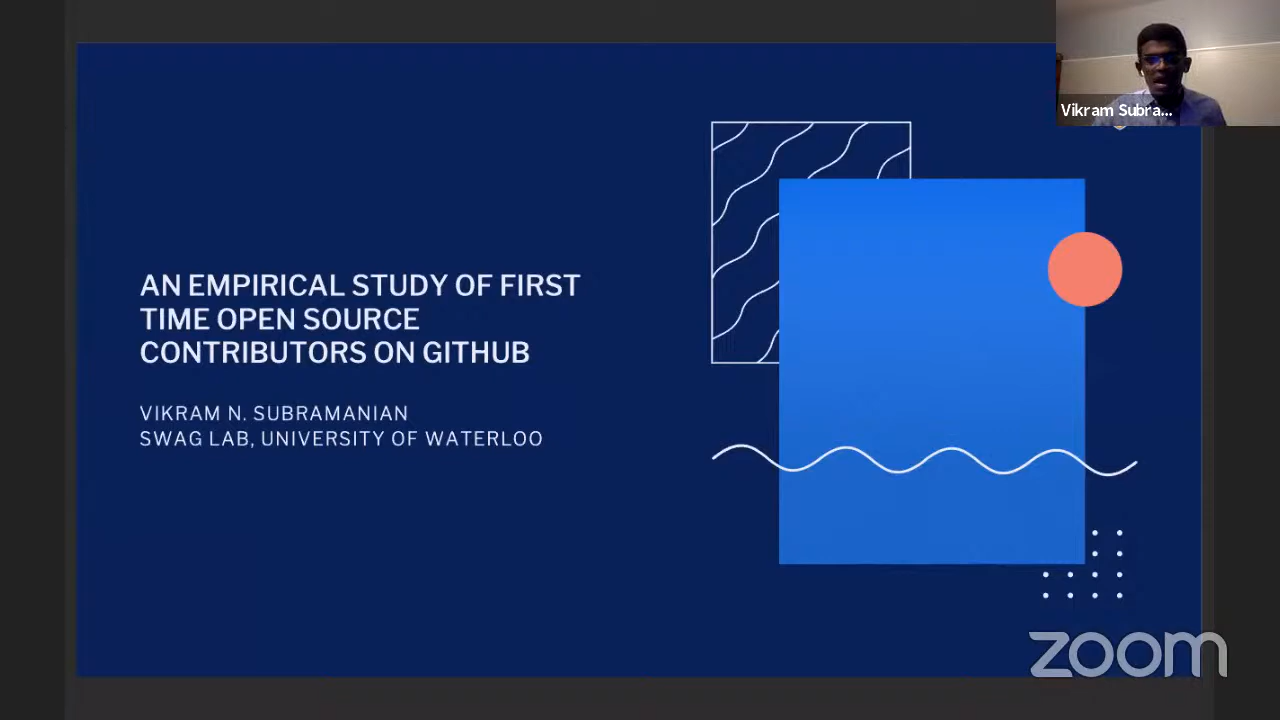 Vikram Subra...
AN EMPIRICAL STUDY OF FIRST
TIME OPEN SOURCE
CONTRIBUTORS ON GITHUB
VIKRAM N. SUBRAMANIAN
SWAG LAB, UNIVERSITY OF WATERLOO
zoom